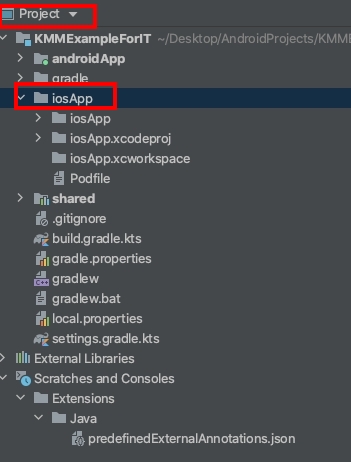 Project
KMMExampleForIT ~/Desktop/AndroidProjects/KMME
androidApp
gradle
iosApp
iosApp
iosApp.xcodeproj
iosApp.xcworkspace
Podfile
shared
.gitignore
build.gradle.kts
gradle.properties
gradlew
gradlew.bat
local.properties
settings.gradle.kts
External Libraries
Scratches and Consoles
Extensions
Java
predefinedExternalAnnotations.json